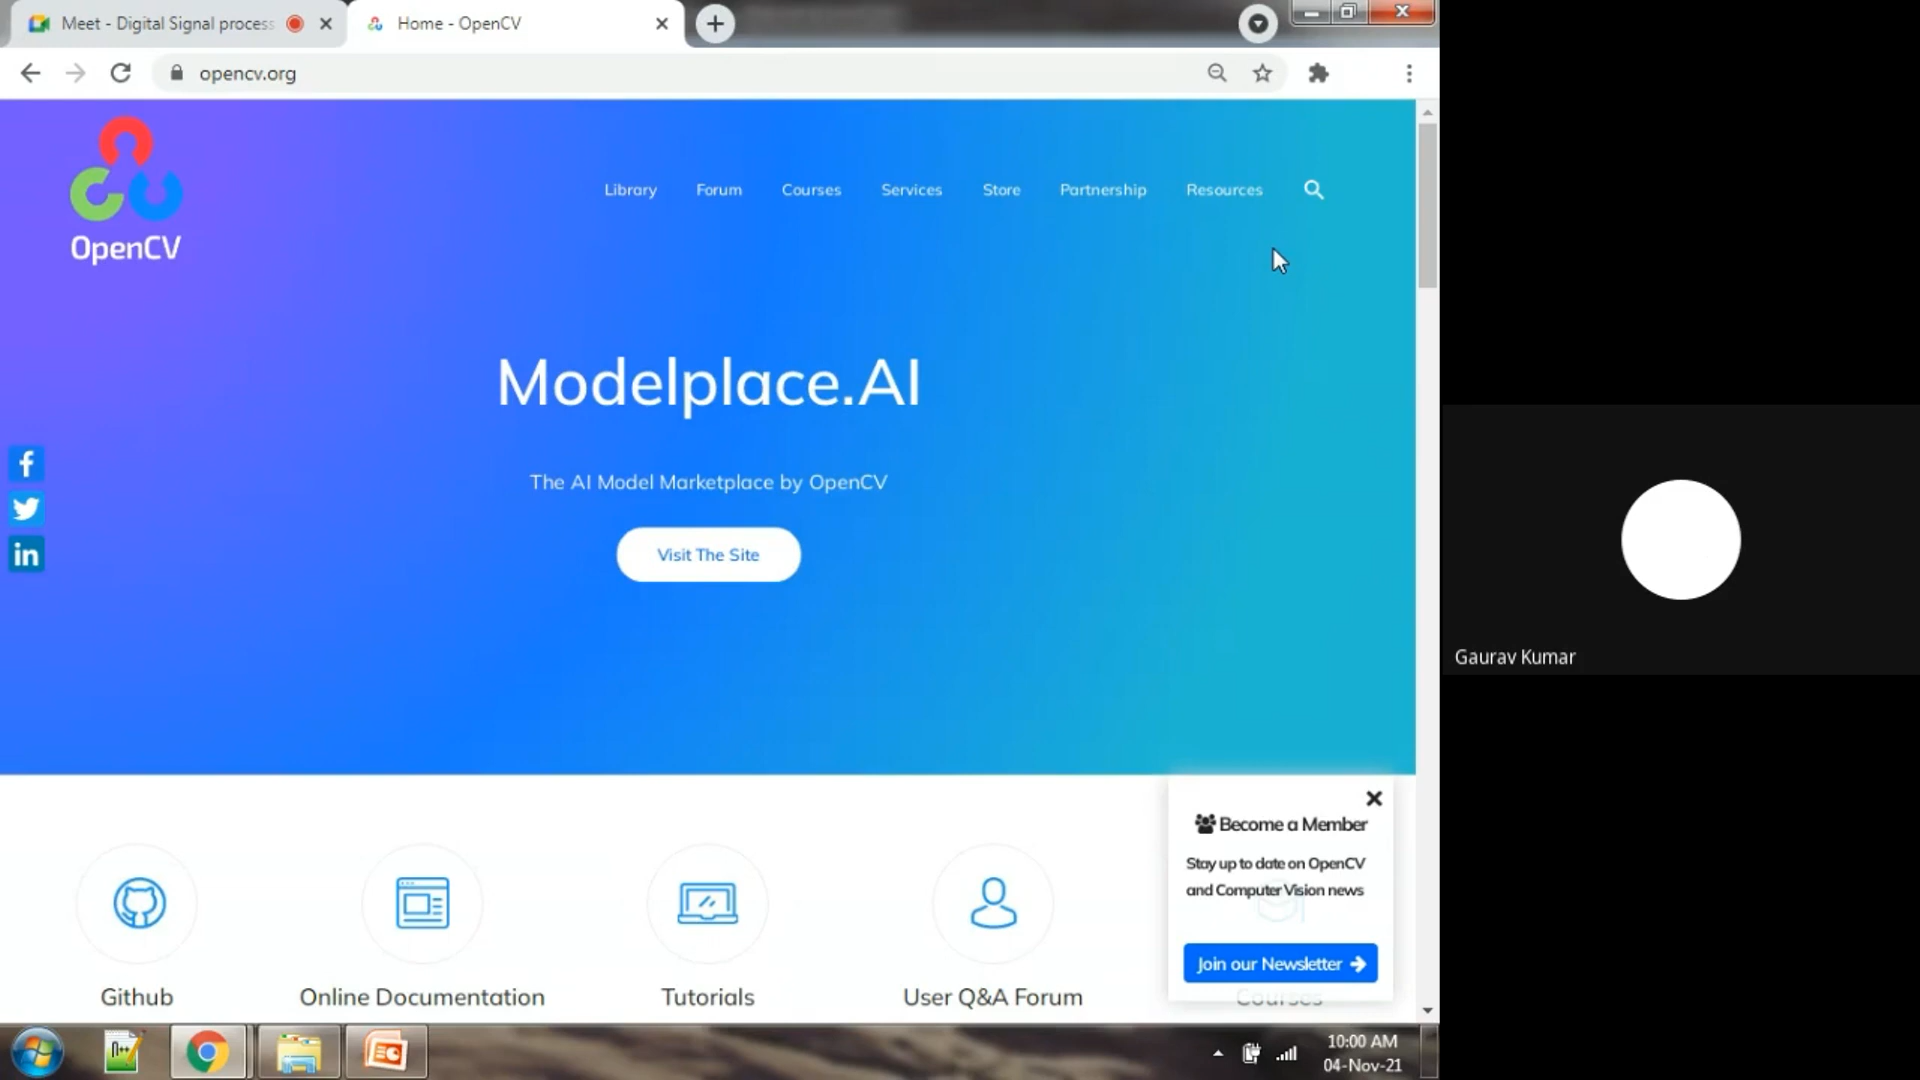 Meet - Digital Signal process
Home - OpenCV
opencv.org
OpenCV
Library
Forum
Courses
Services
Store
Partnership
Resources
Modelplace.AI
The AI Model Marketplace by OpenCV
Visit The Site
f
in
Become a Member
Stay up to date on OpenCV
and Computer Vision news
Join our Newsletter
Github
Online Documentation
Tutorials
User Q&A Forum
Courses
Gaurav Kumar
10:00 AM
04-Nov-21